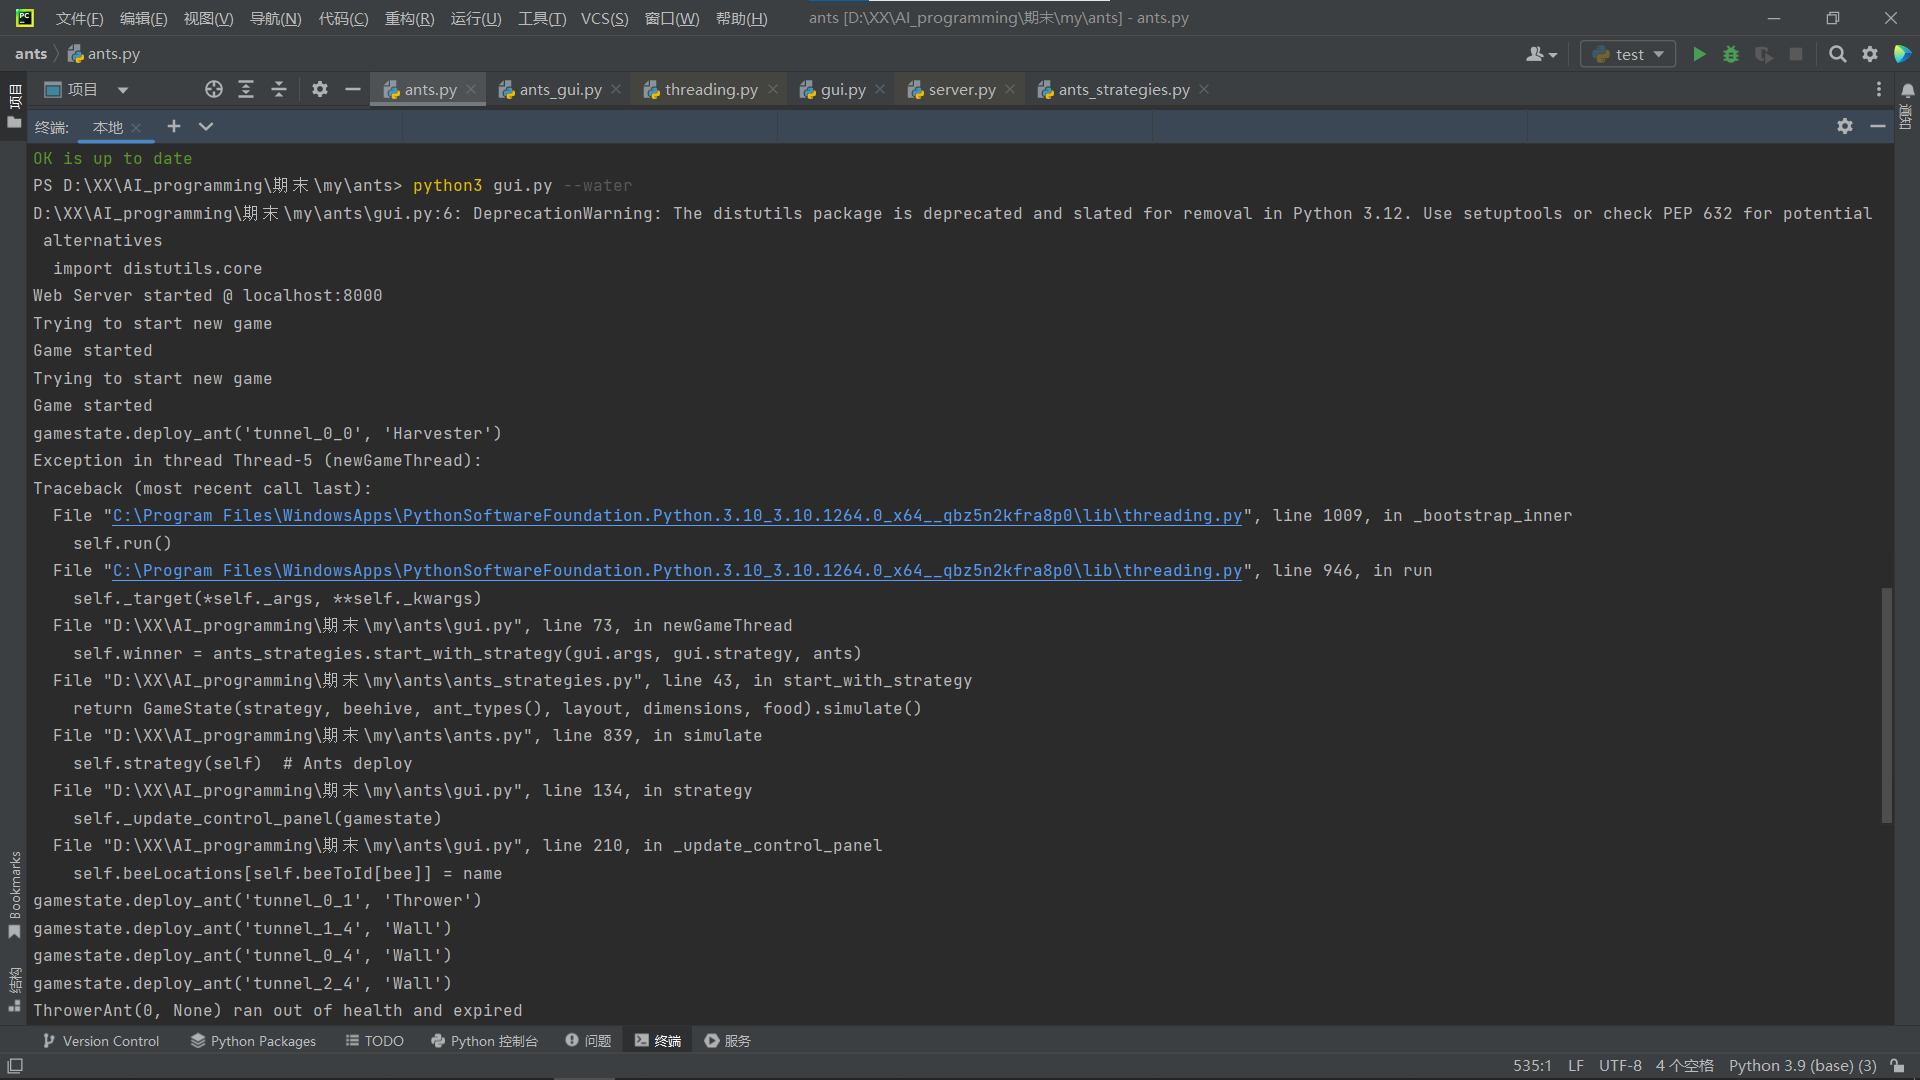 文件(F) 编辑(E) 视图(V) 导航(N) 代码(C) 重构(R) 运行(U) 工具(T) VCS(S) 窗口(W) 帮助(H) ants [D:\XX\AI_programming\期末\my\ants] - ants.py
ants ants.py test
项目 ants.py ants_gui.py threading.py gui.py server.py ants_strategies.py
项目
通知
终端: 本地
OK is up to date
PS D:\XX\AI_programming\期末\my\ants> python3 gui.py --water
D:\XX\AI_programming\期末\my\ants\gui.py:6: DeprecationWarning: The distutils package is deprecated and slated for removal in Python 3.12. Use setuptools or check PEP 632 for potential
alternatives
import distutils.core
Web Server started @ localhost:8000
Trying to start new game
Game started
Trying to start new game
Game started
gamestate.deploy_ant('tunnel_0_0', 'Harvester')
Exception in thread Thread-5 (newGameThread):
Traceback (most recent call last):
File "C:\Program Files\WindowsApps\PythonSoftwareFoundation.Python.3.10_3.10.1264.0_x64__qbz5n2kfra8p0\lib\threading.py", line 1009, in _bootstrap_inner
self.run()
File "C:\Program Files\WindowsApps\PythonSoftwareFoundation.Python.3.10_3.10.1264.0_x64__qbz5n2kfra8p0\lib\threading.py", line 946, in run
self._target(*self._args, **self._kwargs)
File "D:\XX\AI_programming\期末\my\ants\gui.py", line 73, in newGameThread
self.winner = ants_strategies.start_with_strategy(gui.args, gui.strategy, ants)
File "D:\XX\AI_programming\期末\my\ants\ants_strategies.py", line 43, in start_with_strategy
return GameState(strategy, beehive, ant_types(), layout, dimensions, food).simulate()
File "D:\XX\AI_programming\期末\my\ants\ants.py", line 839, in simulate
self.strategy(self)  # Ants deploy
File "D:\XX\AI_programming\期末\my\ants\gui.py", line 134, in strategy
self._update_control_panel(gamestate)
File "D:\XX\AI_programming\期末\my\ants\gui.py", line 210, in _update_control_panel
self.beeLocations[self.beeToId[bee]] = name
gamestate.deploy_ant('tunnel_0_1', 'Thrower')
gamestate.deploy_ant('tunnel_1_4', 'Wall')
gamestate.deploy_ant('tunnel_0_4', 'Wall')
gamestate.deploy_ant('tunnel_2_4', 'Wall')
ThrowerAnt(0, None) ran out of health and expired
Bookmarks
结构
Version Control Python Packages TODO Python 控制台 问题 终端 服务
535:1 LF UTF-8 4 个空格 Python 3.9 (base) (3)